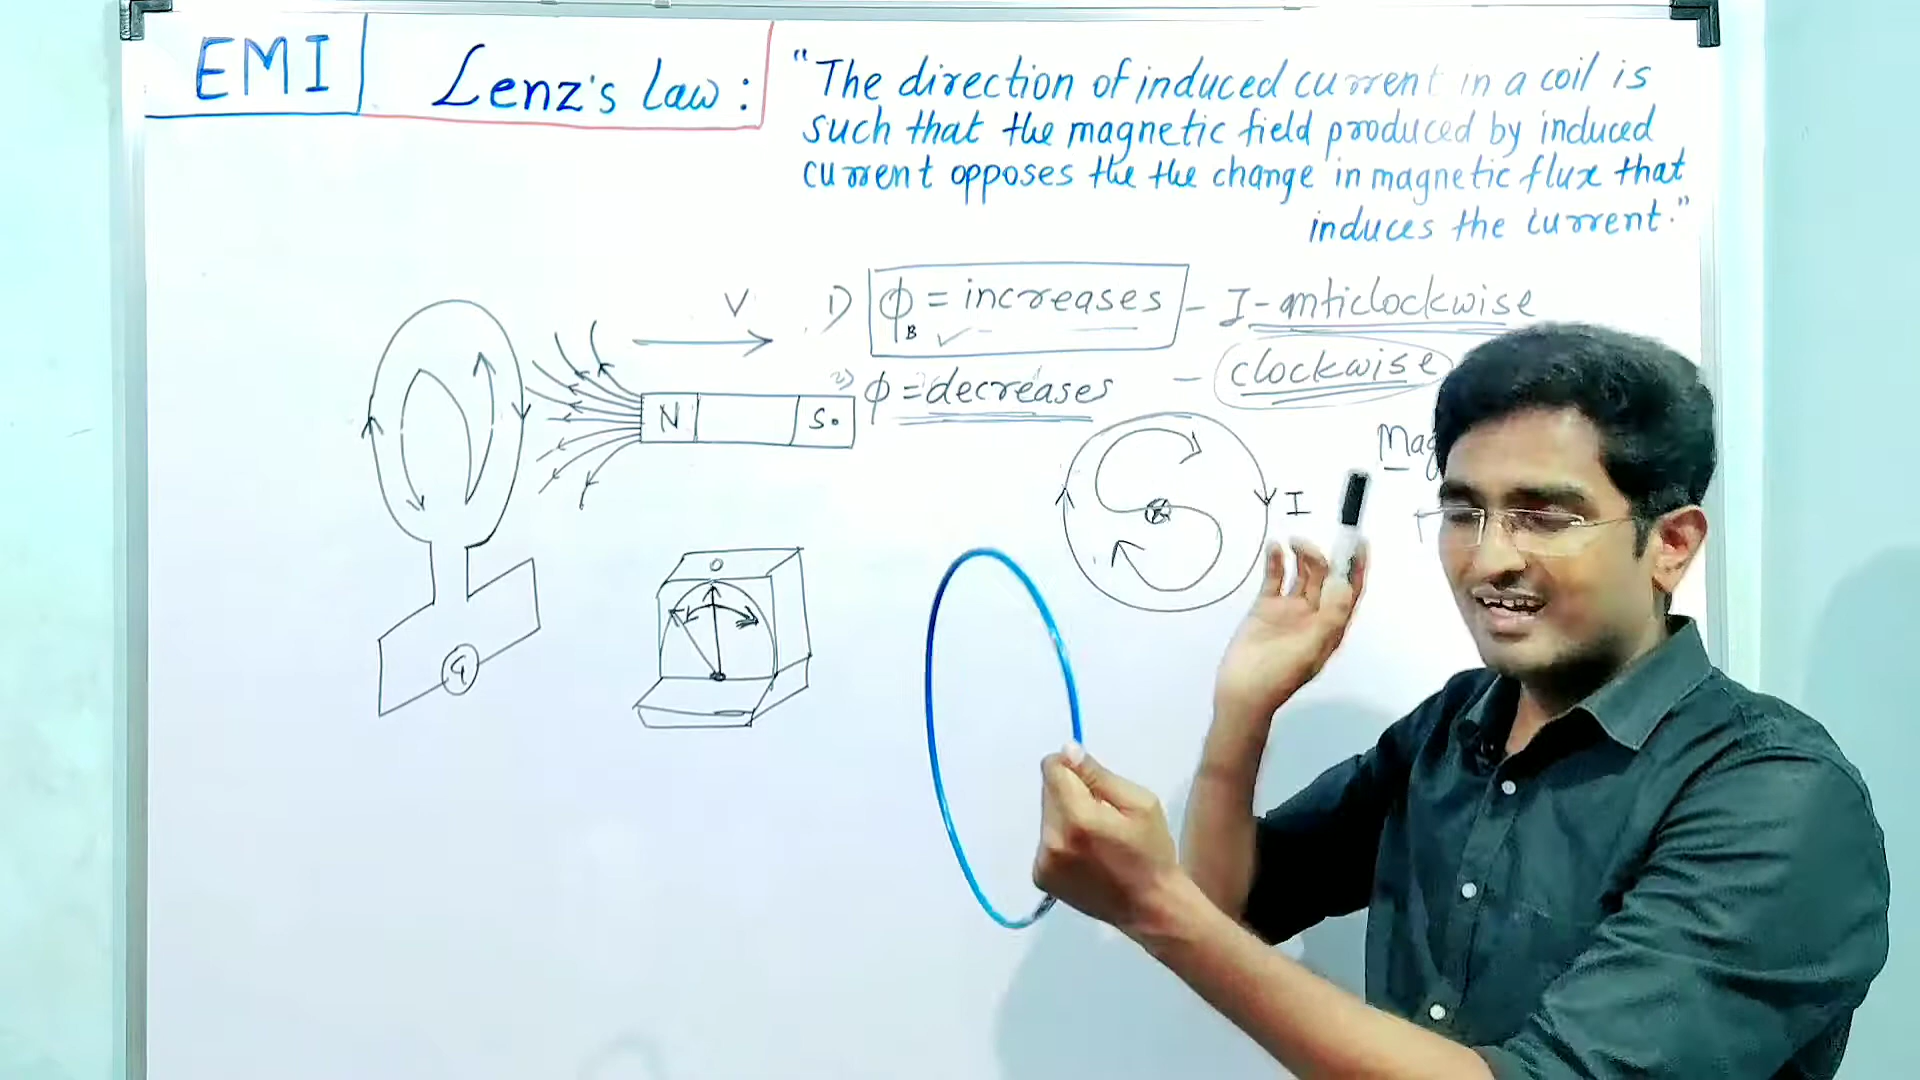 EMI
Lenz's Law:
"The direction of induced current in a coil is
such that the magnetic field produced by induced
current opposes the the change in magnetic flux that
induces the current."
V
1) ϕB = increases - I - anticlockwise
2) ϕ = decreases - clockwise
N S
Mag
I
0
G